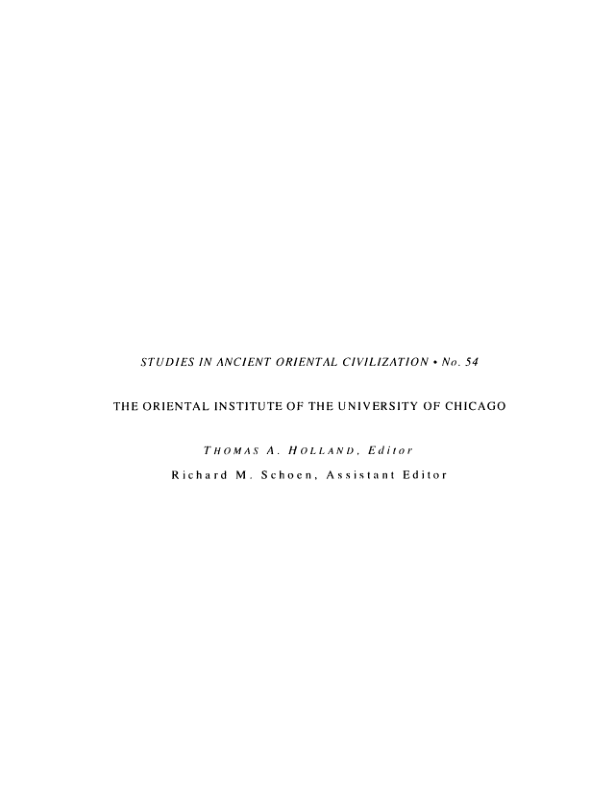 STUDIES IN ANCIENT ORIENTAL CIVILIZATION • No. 54
THE ORIENTAL INSTITUTE OF THE UNIVERSITY OF CHICAGO
THOMAS A. HOLLAND, Editor
Richard M. Schoen, Assistant Editor